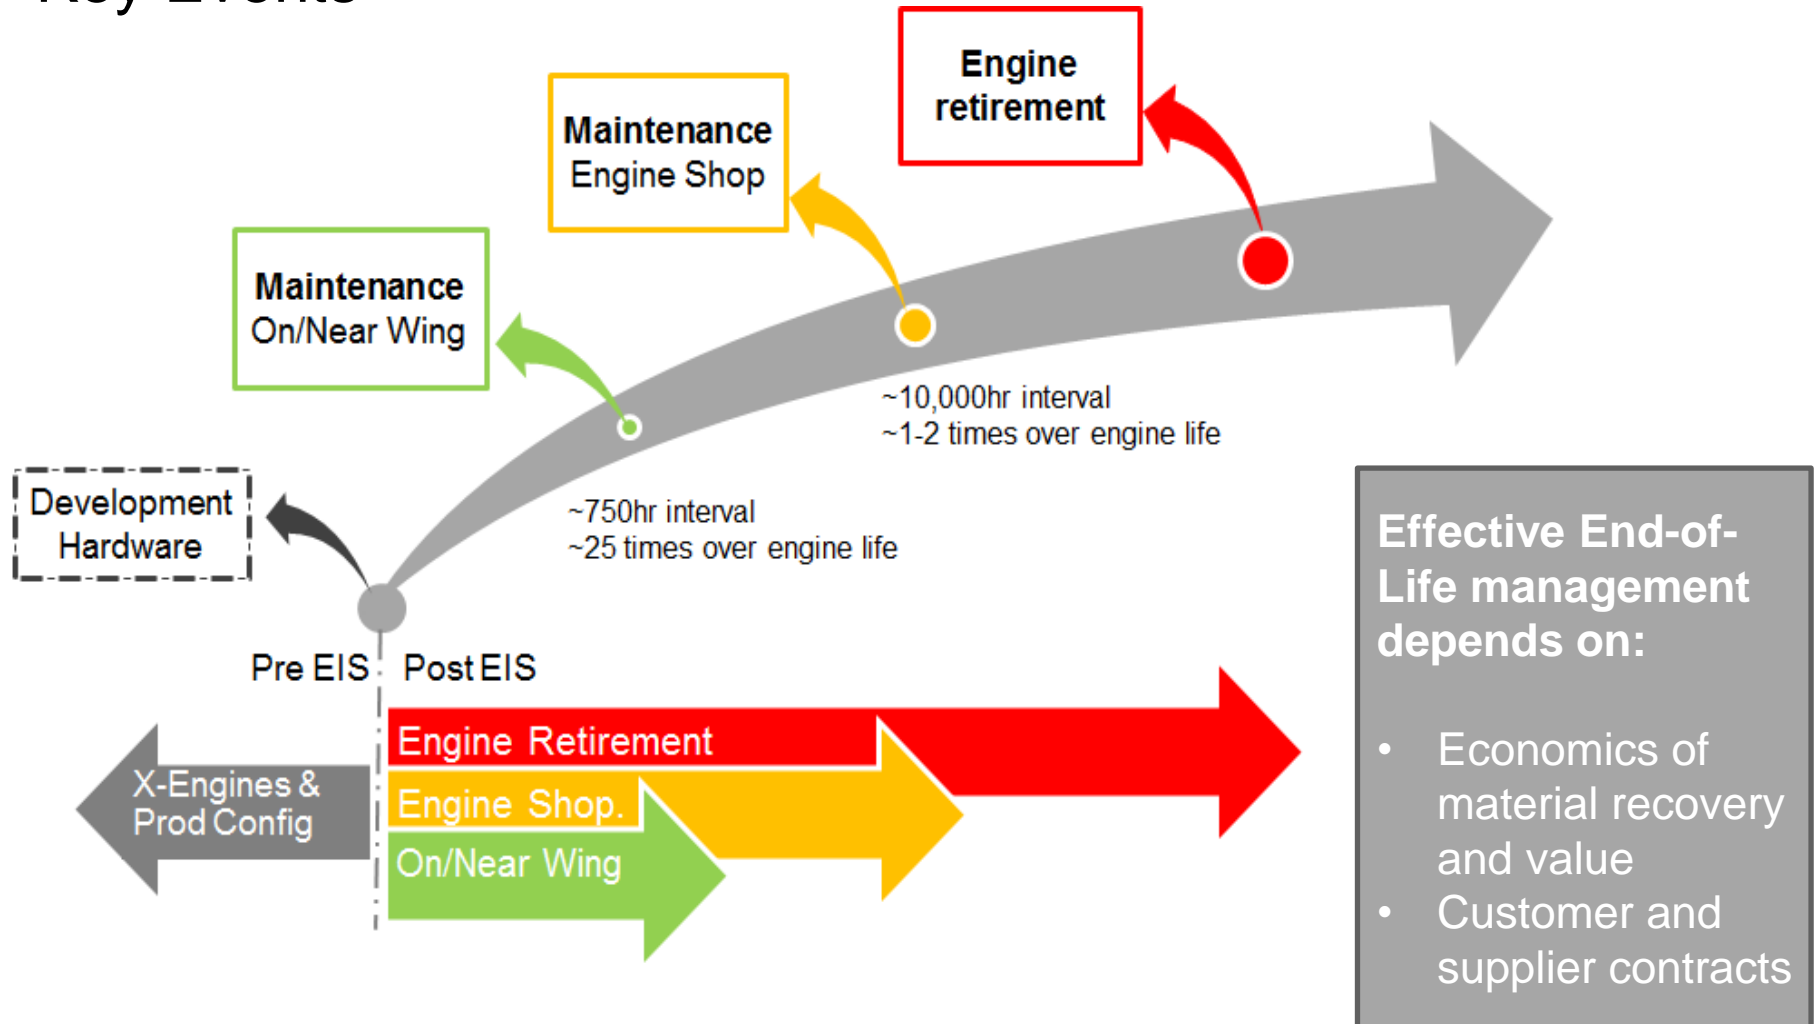 Key Events
Engine
retirement
Maintenance
Engine Shop
Maintenance
On/Near Wing
~10,000hr interval
~1-2 times over engine life
Development
Hardware
~750hr interval
~25 times over engine life
Pre EIS
Post EIS
X-Engines &
Prod Config
Engine Retirement
Engine Shop.
On/Near Wing
Effective End-of-
Life management
depends on:
• Economics of
material recovery
and value
• Customer and
supplier contracts